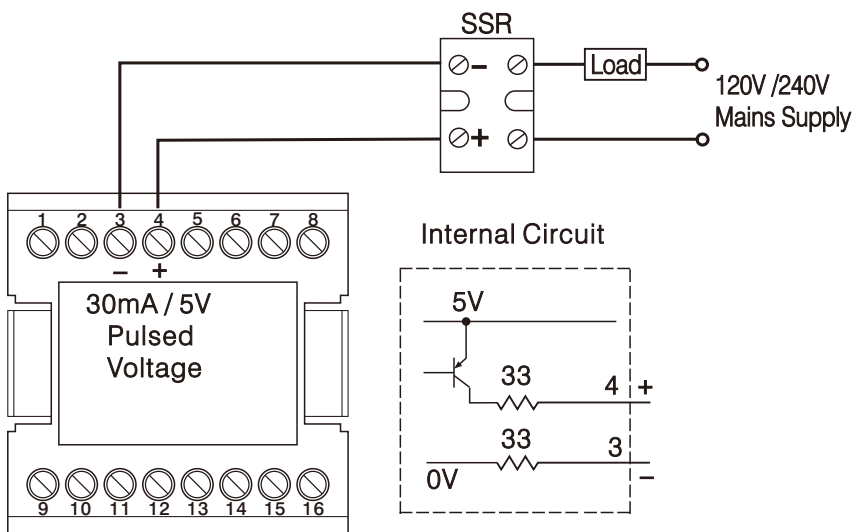 SSR
−
Load
120V /240V
Mains Supply
+
1 2 3 4 5 6 7 8
− +
30mA / 5V
Pulsed
Voltage
9 10 11 12 13 14 15 16
Internal Circuit
5V
33 4 +
33 3
0V −